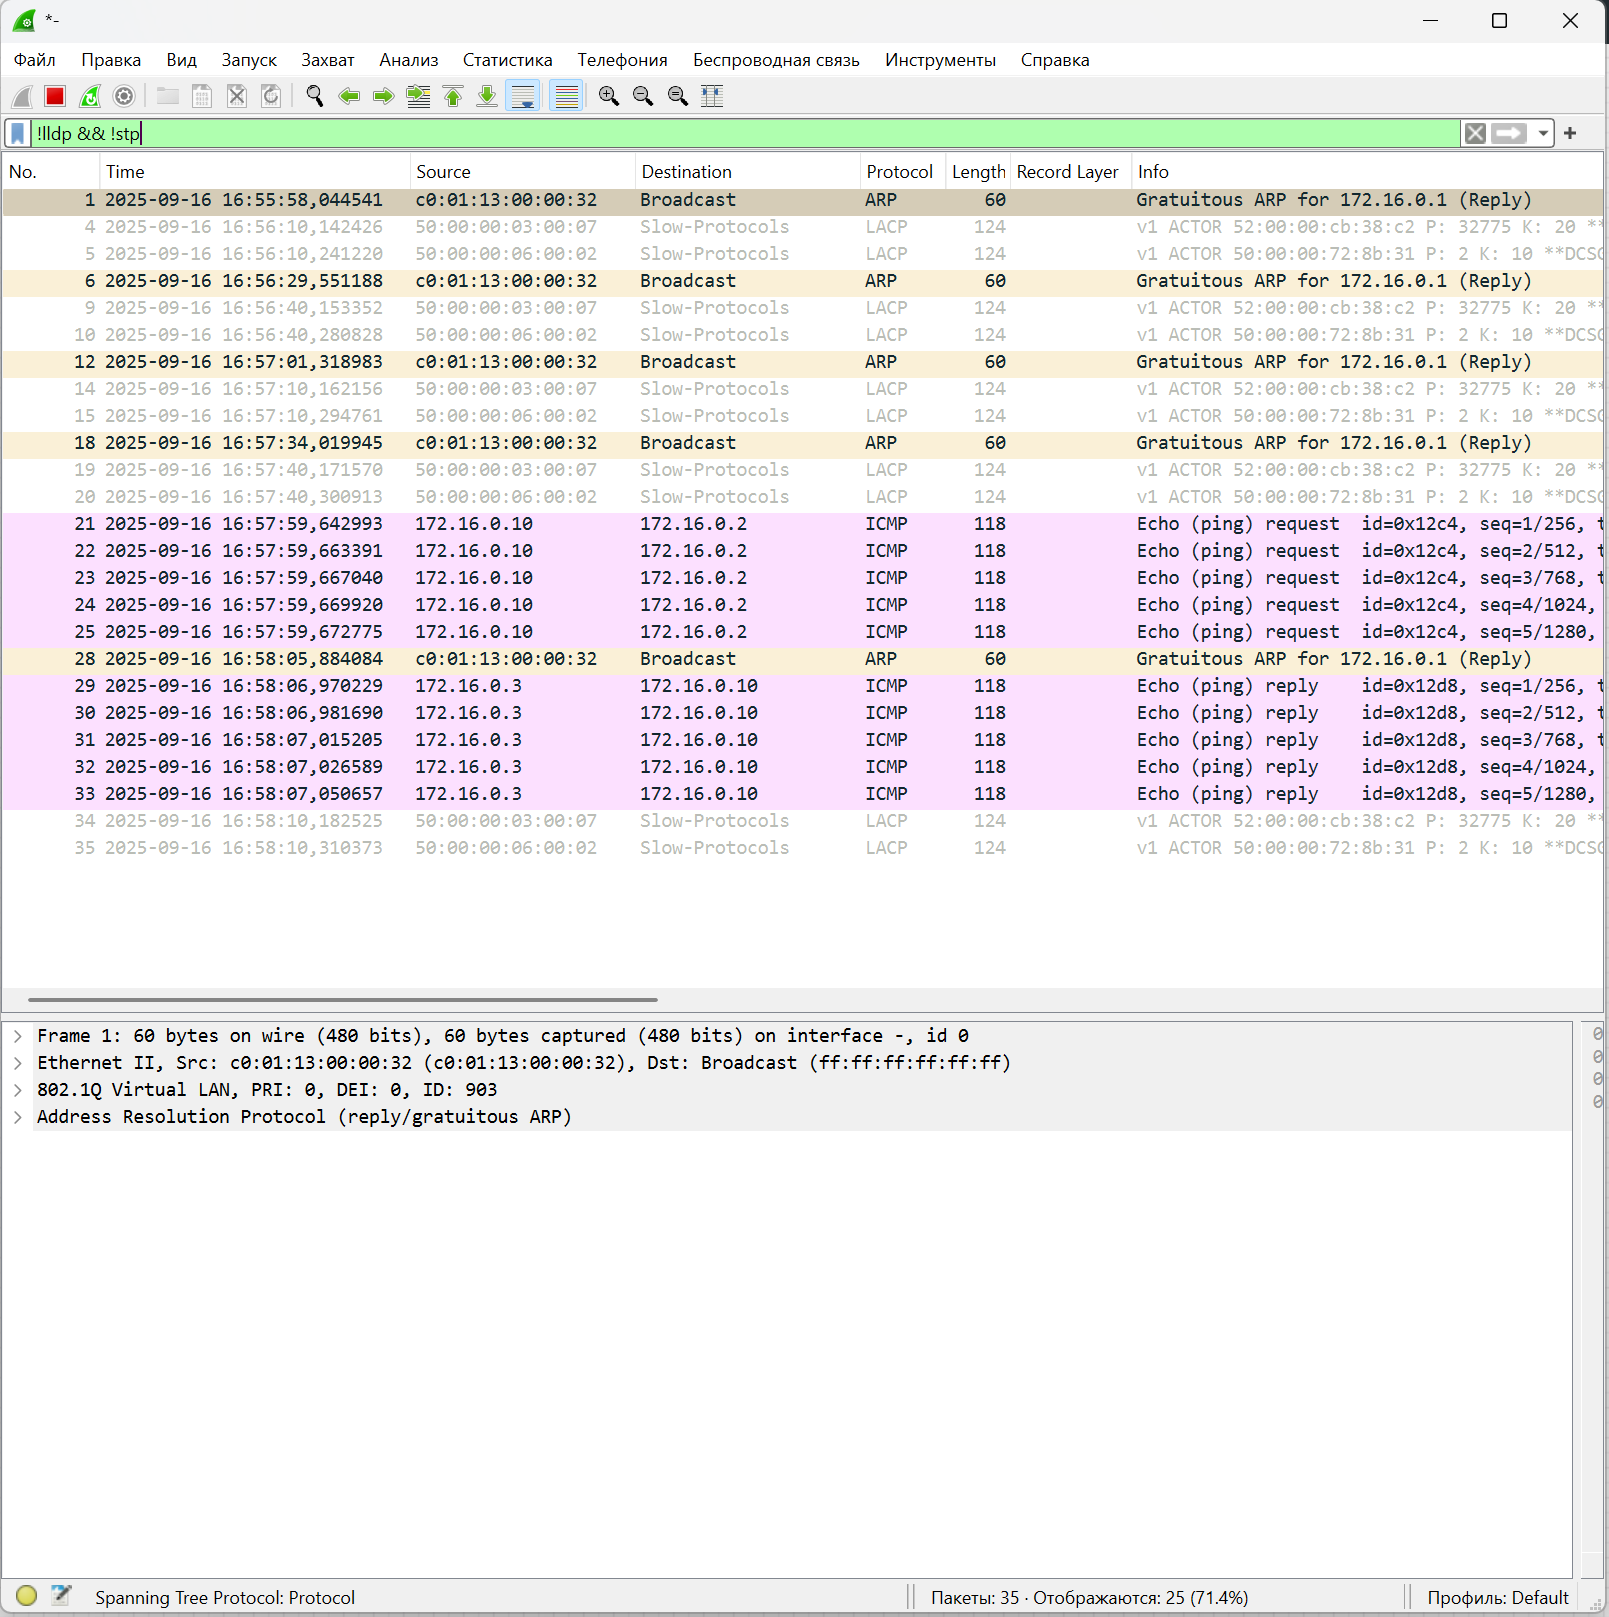 *-
Файл Правка Вид Запуск Захват Анализ Статистика Телефония Беспроводная связь Инструменты Справка
!lldp && !stp
No. Time Source Destination Protocol Length Record Layer Info
1 2025-09-16 16:55:58,044541 c0:01:13:00:00:32 Broadcast ARP 60 Gratuitous ARP for 172.16.0.1 (Reply)
4 2025-09-16 16:56:10,142426 50:00:00:03:00:07 Slow-Protocols LACP 124 v1 ACTOR 52:00:00:cb:38:c2 P: 32775 K: 20 **
5 2025-09-16 16:56:10,241220 50:00:00:06:00:02 Slow-Protocols LACP 124 v1 ACTOR 50:00:00:72:8b:31 P: 2 K: 10 **DCSG
6 2025-09-16 16:56:29,551188 c0:01:13:00:00:32 Broadcast ARP 60 Gratuitous ARP for 172.16.0.1 (Reply)
9 2025-09-16 16:56:40,153352 50:00:00:03:00:07 Slow-Protocols LACP 124 v1 ACTOR 52:00:00:cb:38:c2 P: 32775 K: 20 **
10 2025-09-16 16:56:40,280828 50:00:00:06:00:02 Slow-Protocols LACP 124 v1 ACTOR 50:00:00:72:8b:31 P: 2 K: 10 **DCSG
12 2025-09-16 16:57:01,318983 c0:01:13:00:00:32 Broadcast ARP 60 Gratuitous ARP for 172.16.0.1 (Reply)
14 2025-09-16 16:57:10,162156 50:00:00:03:00:07 Slow-Protocols LACP 124 v1 ACTOR 52:00:00:cb:38:c2 P: 32775 K: 20 **
15 2025-09-16 16:57:10,294761 50:00:00:06:00:02 Slow-Protocols LACP 124 v1 ACTOR 50:00:00:72:8b:31 P: 2 K: 10 **DCSG
18 2025-09-16 16:57:34,019945 c0:01:13:00:00:32 Broadcast ARP 60 Gratuitous ARP for 172.16.0.1 (Reply)
19 2025-09-16 16:57:40,171570 50:00:00:03:00:07 Slow-Protocols LACP 124 v1 ACTOR 52:00:00:cb:38:c2 P: 32775 K: 20 **
20 2025-09-16 16:57:40,300913 50:00:00:06:00:02 Slow-Protocols LACP 124 v1 ACTOR 50:00:00:72:8b:31 P: 2 K: 10 **DCSG
21 2025-09-16 16:57:59,642993 172.16.0.10 172.16.0.2 ICMP 118 Echo (ping) request id=0x12c4, seq=1/256, t
22 2025-09-16 16:57:59,663391 172.16.0.10 172.16.0.2 ICMP 118 Echo (ping) request id=0x12c4, seq=2/512, t
23 2025-09-16 16:57:59,667040 172.16.0.10 172.16.0.2 ICMP 118 Echo (ping) request id=0x12c4, seq=3/768, t
24 2025-09-16 16:57:59,669920 172.16.0.10 172.16.0.2 ICMP 118 Echo (ping) request id=0x12c4, seq=4/1024,
25 2025-09-16 16:57:59,672775 172.16.0.10 172.16.0.2 ICMP 118 Echo (ping) request id=0x12c4, seq=5/1280,
28 2025-09-16 16:58:05,884084 c0:01:13:00:00:32 Broadcast ARP 60 Gratuitous ARP for 172.16.0.1 (Reply)
29 2025-09-16 16:58:06,970229 172.16.0.3 172.16.0.10 ICMP 118 Echo (ping) reply id=0x12d8, seq=1/256, t
30 2025-09-16 16:58:06,981690 172.16.0.3 172.16.0.10 ICMP 118 Echo (ping) reply id=0x12d8, seq=2/512, t
31 2025-09-16 16:58:07,015205 172.16.0.3 172.16.0.10 ICMP 118 Echo (ping) reply id=0x12d8, seq=3/768, t
32 2025-09-16 16:58:07,026589 172.16.0.3 172.16.0.10 ICMP 118 Echo (ping) reply id=0x12d8, seq=4/1024,
33 2025-09-16 16:58:07,050657 172.16.0.3 172.16.0.10 ICMP 118 Echo (ping) reply id=0x12d8, seq=5/1280,
34 2025-09-16 16:58:10,182525 50:00:00:03:00:07 Slow-Protocols LACP 124 v1 ACTOR 52:00:00:cb:38:c2 P: 32775 K: 20 **
35 2025-09-16 16:58:10,310373 50:00:00:06:00:02 Slow-Protocols LACP 124 v1 ACTOR 50:00:00:72:8b:31 P: 2 K: 10 **DCSG
Frame 1: 60 bytes on wire (480 bits), 60 bytes captured (480 bits) on interface -, id 0
Ethernet II, Src: c0:01:13:00:00:32 (c0:01:13:00:00:32), Dst: Broadcast (ff:ff:ff:ff:ff:ff)
802.1Q Virtual LAN, PRI: 0, DEI: 0, ID: 903
Address Resolution Protocol (reply/gratuitous ARP)
0
0
0
0
Spanning Tree Protocol: Protocol Пакеты: 35 · Отображаются: 25 (71.4%) Профиль: Default